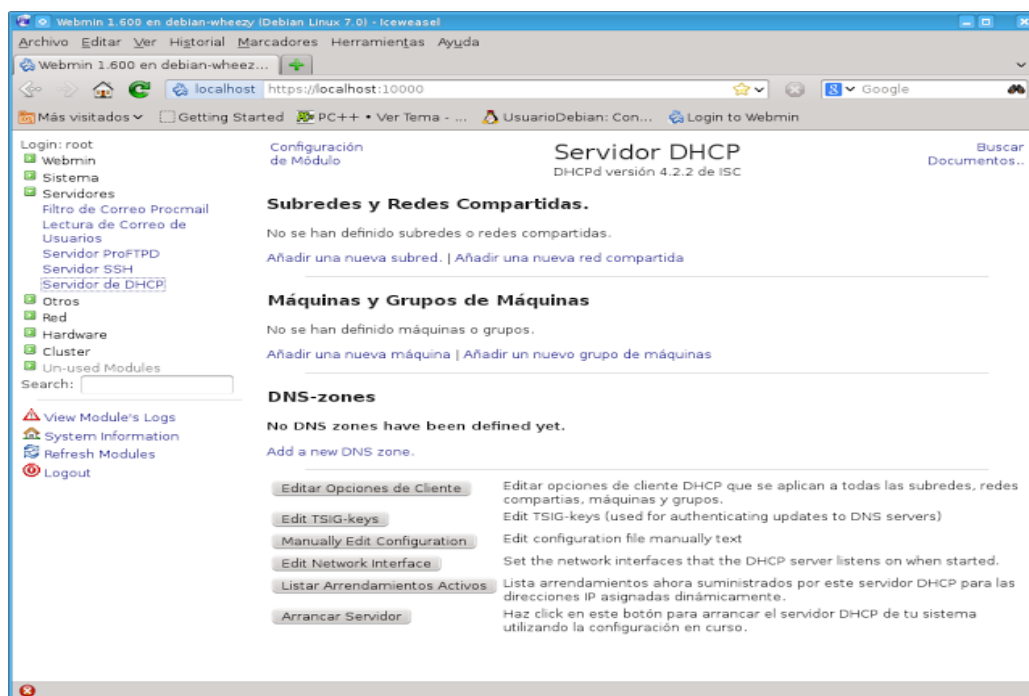 Webmin 1.600 en debian-wheezy (Debian Linux 7.0) - Iceweasel
Archivo Editar Ver Historial Marcadores Herramientas Ayuda
Webmin 1.600 en debian-wheez...
localhost https://localhost:10000
Google
Más visitados
Getting Started
PC++ • Ver Tema - ...
UsuarioDebian: Con...
Login to Webmin
Login: root
Webmin
Sistema
Servidores
Filtro de Correo Procmail
Lectura de Correo de
Usuarios
Servidor ProFTPD
Servidor SSH
Servidor de DHCP
Otros
Red
Hardware
Cluster
Un-used Modules
Search:
View Module's Logs
System Information
Refresh Modules
Logout
Configuración
de Módulo
Servidor DHCP
DHCPd versión 4.2.2 de ISC
Buscar
Documentos..
Subredes y Redes Compartidas.
No se han definido subredes o redes compartidas.
Añadir una nueva subred. | Añadir una nueva red compartida
Máquinas y Grupos de Máquinas
No se han definido máquinas o grupos.
Añadir una nueva máquina | Añadir un nuevo grupo de máquinas
DNS-zones
No DNS zones have been defined yet.
Add a new DNS zone.
Editar Opciones de Cliente
Editar opciones de cliente DHCP que se aplican a todas las subredes, redes
compartias, máquinas y grupos.
Edit TSIG-keys
Edit TSIG-keys (used for authenticating updates to DNS servers)
Manually Edit Configuration
Edit configuration file manually text
Edit Network Interface
Set the network interfaces that the DHCP server listens on when started.
Listar Arrendamientos Activos
Lista arrendamientos ahora suministrados por este servidor DHCP para las
direcciones IP asignadas dinámicamente.
Arrancar Servidor
Haz click en este botón para arrancar el servidor DHCP de tu sistema
utilizando la configuración en curso.